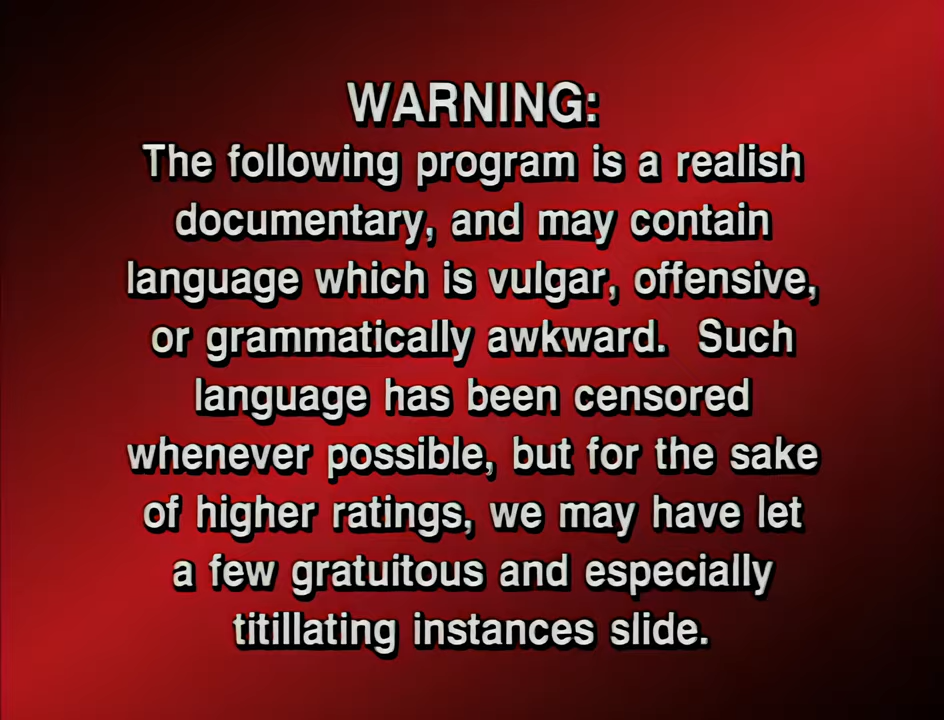 WARNING:
The following program is a realish
documentary, and may contain
language which is vulgar, offensive,
or grammatically awkward.  Such
language has been censored
whenever possible, but for the sake
of higher ratings, we may have let
a few gratuitous and especially
titillating instances slide.